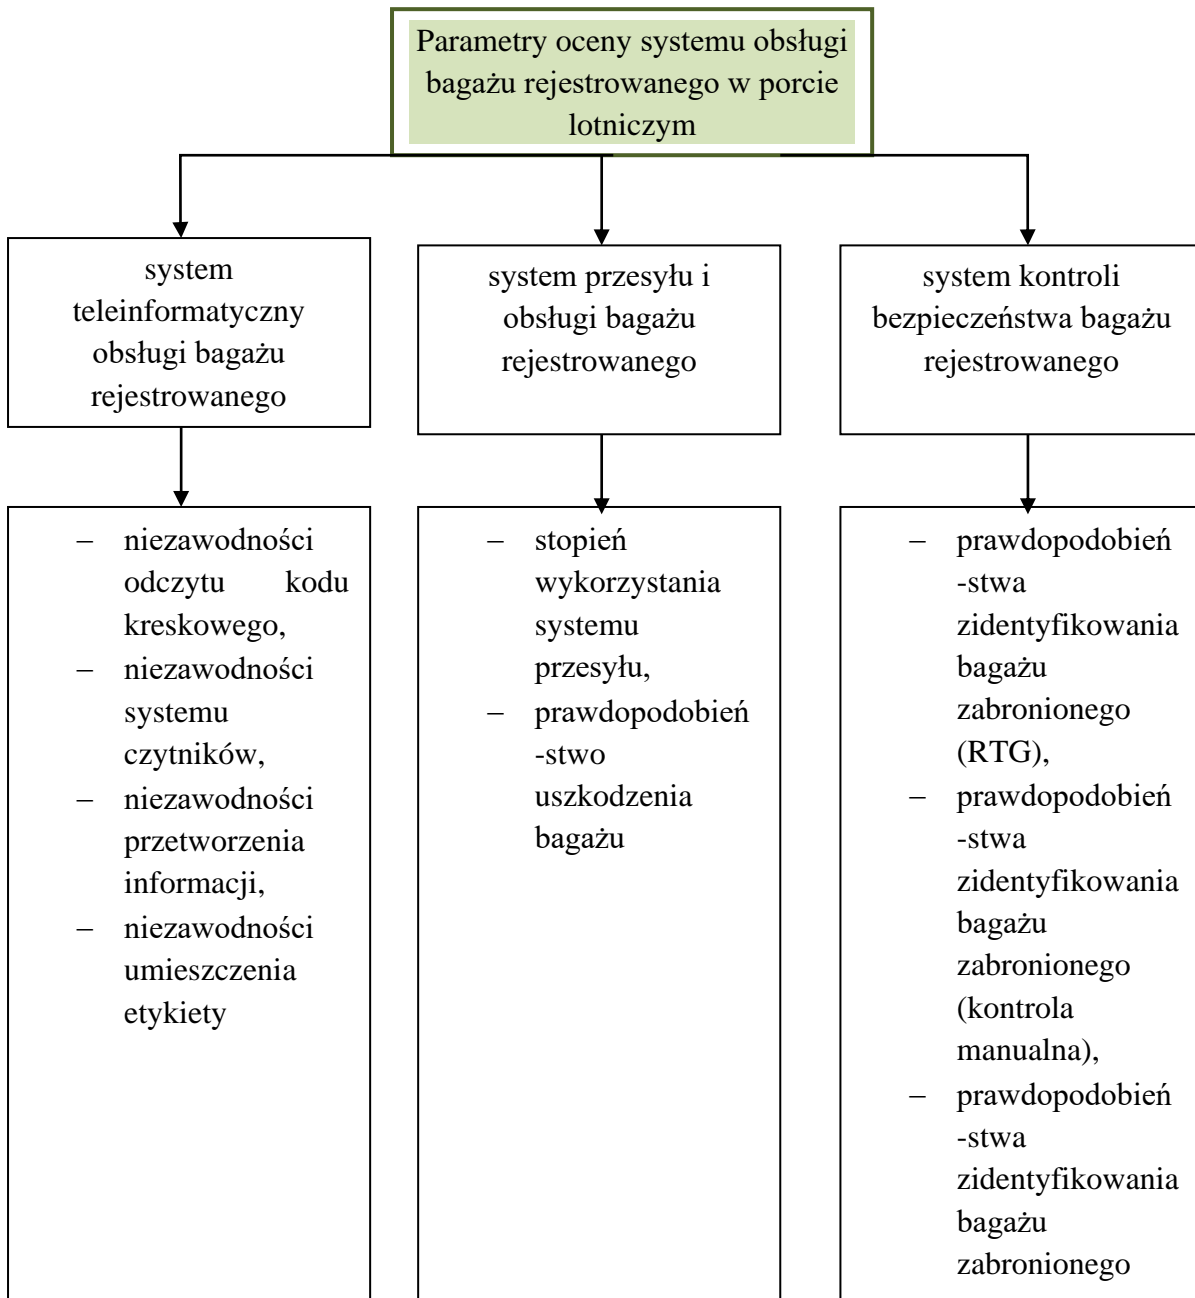 Parametry oceny systemu obsługi
bagażu rejestrowanego w porcie
lotniczym
system
teleinformatyczny
obsługi bagażu
rejestrowanego
system przesyłu i
obsługi bagażu
rejestrowanego
system kontroli
bezpieczeństwa bagażu
rejestrowanego
– niezawodności
odczytu kodu
kreskowego,
– niezawodności
systemu
czytników,
– niezawodności
przetworzenia
informacji,
– niezawodności
umieszczenia
etykiety
– stopień
wykorzystania
systemu
przesyłu,
– prawdopodobień
-stwo
uszkodzenia
bagażu
– prawdopodobień
-stwa
zidentyfikowania
bagażu
zabronionego
(RTG),
– prawdopodobień
-stwa
zidentyfikowania
bagażu
zabronionego
(kontrola
manualna),
– prawdopodobień
-stwa
zidentyfikowania
bagażu
zabronionego